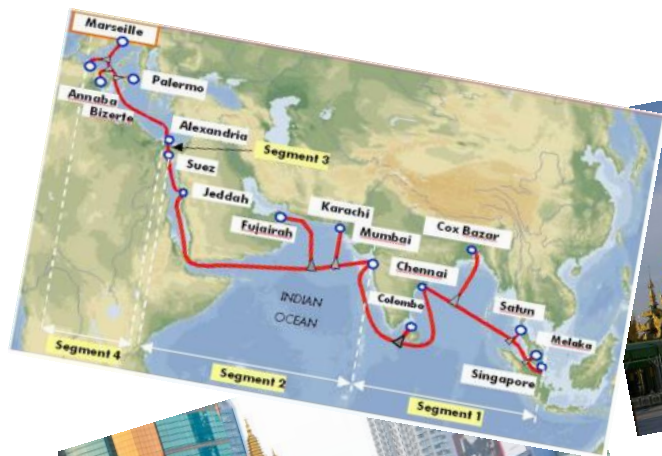 Marseille
Palermo
Annaba
Bizerte
Alexandria
Segment 3
Suez
Jeddah
Fujairah
Karachi
Mumbai
Cox Bazar
Chennai
Colombo
INDIAN
OCEAN
Satun
Melaka
Singapore
Segment 4
Segment 2
Segment 1